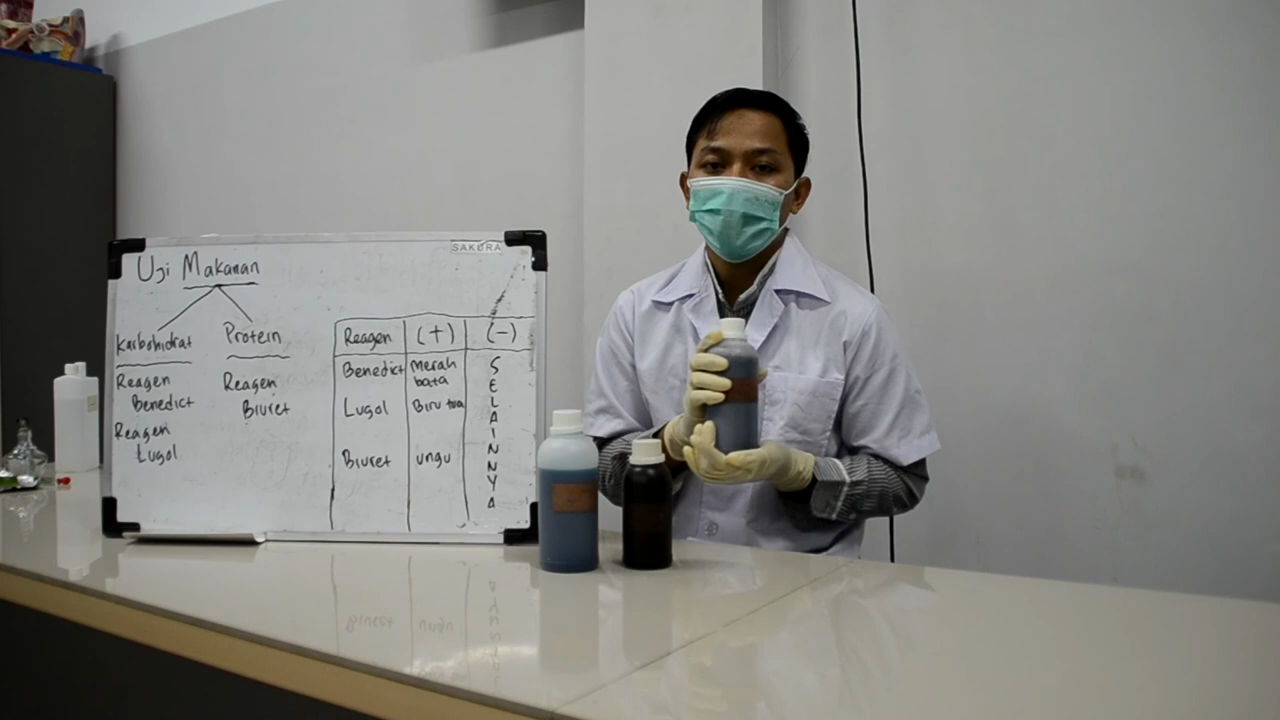 SAKURA
Uji Makanan
Karbohidrat
Protein
Reagen
Benedict
Reagen
Lugol
Reagen
Biuret
Reagen (+) (-)
Benedict Merah bata
Lugol Biru tua
Biuret ungu
SELAINNYA